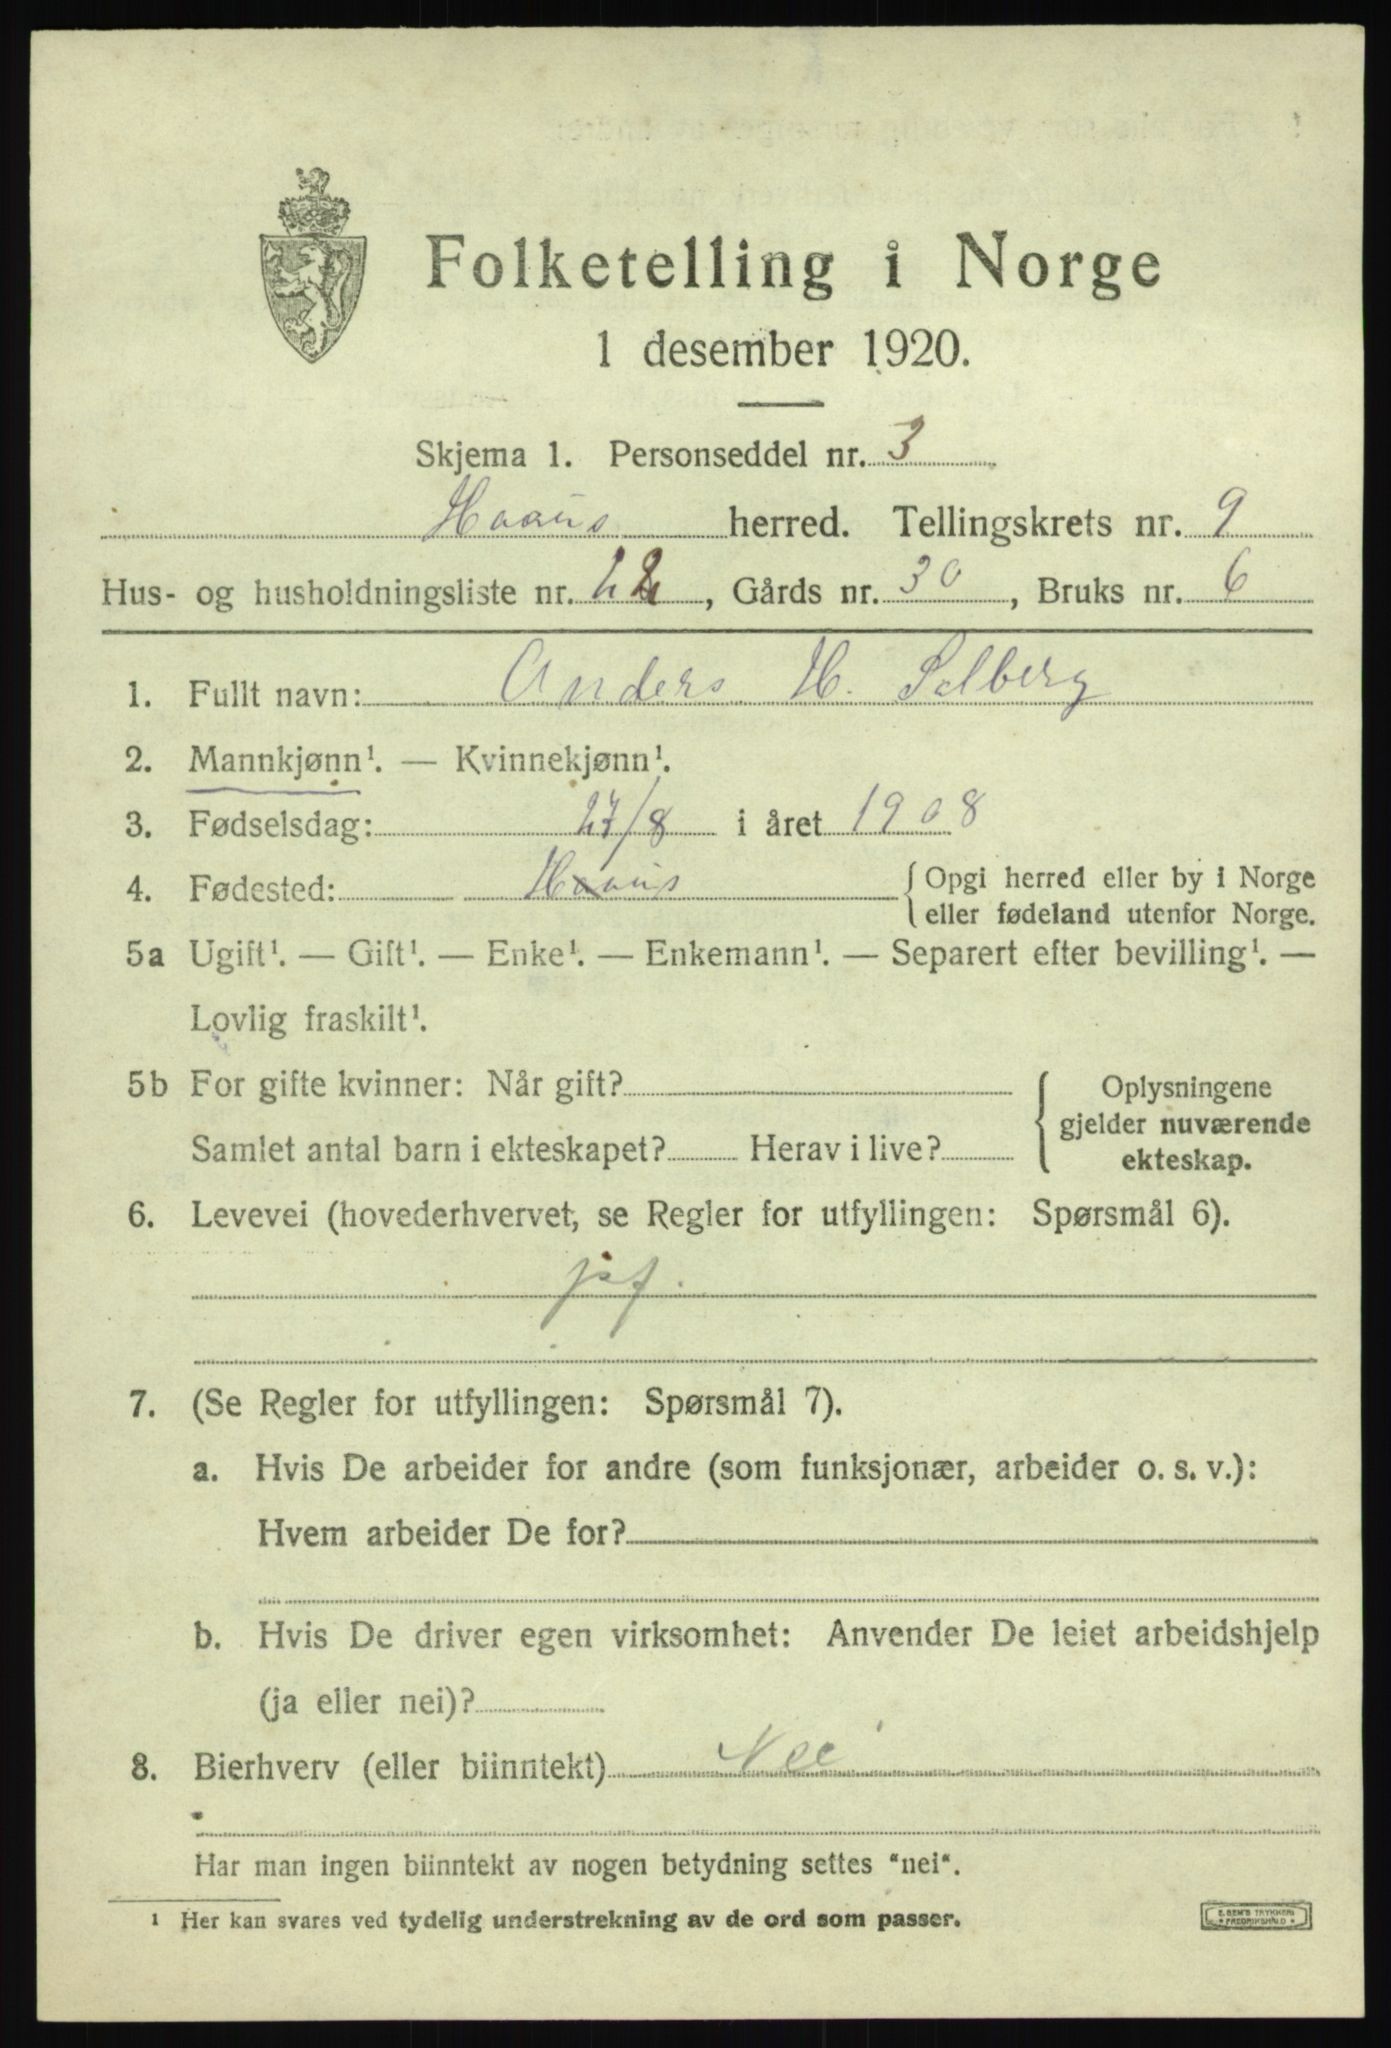 Folketelling i Norge
1 desember 1920.
Skjema 1. Personseddel nr. 3
Haaus herred. Tellingskrets nr. 9
Hus- og husholdningsliste nr. 22, Gårds nr. 30, Bruks nr. 6
1. Fullt navn: Anders H. Selberg
2. Mannkjønn¹. — Kvinnekjønn¹.
3. Fødselsdag: 27/8 i året 1908
4. Fødested: Haaus { Opgi herred eller by i Norge
eller fødeland utenfor Norge.
5a Ugift¹. — Gift¹. — Enke¹. — Enkemann¹. — Separert efter bevilling¹. —
Lovlig fraskilt¹.
5b For gifte kvinner: Når gift?
Samlet antal barn i ekteskapet? Herav i live?
{ Oplysningene
gjelder nuværende
ekteskap.
6. Levevei (hovederhvervet, se Regler for utfyllingen: Spørsmål 6).
7. (Se Regler for utfyllingen: Spørsmål 7).
a. Hvis De arbeider for andre (som funksjonær, arbeider o. s. v.):
Hvem arbeider De for?
b. Hvis De driver egen virksomhet: Anvender De leiet arbeidshjelp
(ja eller nei)?
8. Bierhverv (eller biinntekt) Nei
Har man ingen biinntekt av nogen betydning settes "nei".
¹ Her kan svares ved tydelig understrekning av de ord som passer.
E. SEM'S TRYKKERI
FREDRIKSHALD